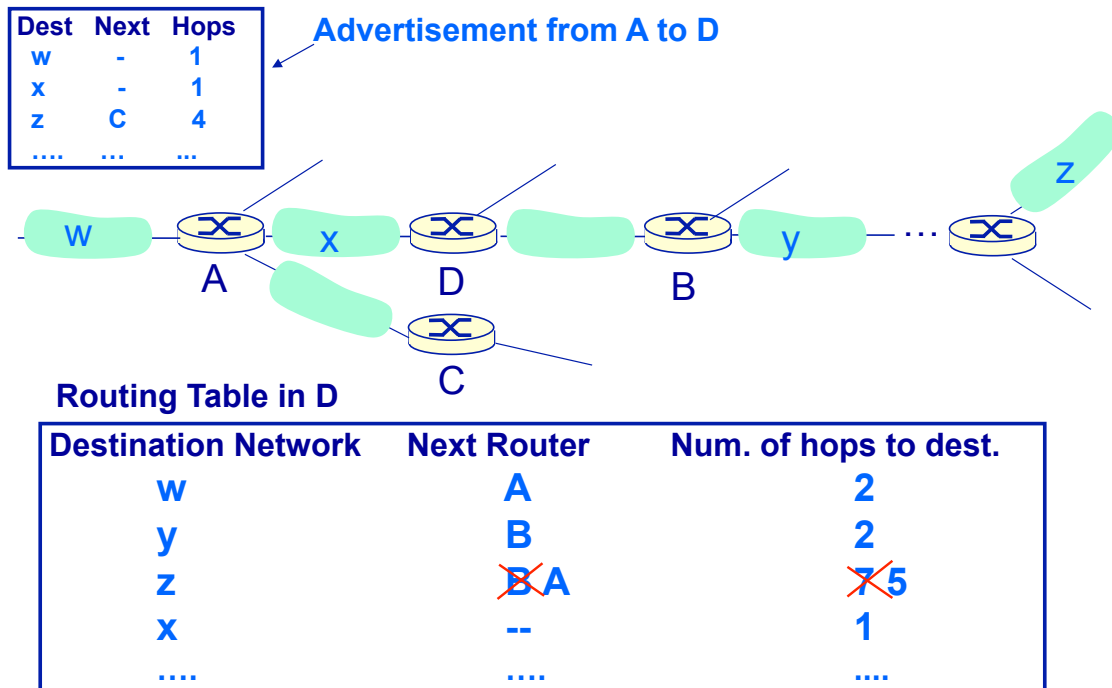 Dest Next Hops
w - 1
x - 1
z C 4
…. … ...
Advertisement from A to D
z
w
x
y
…
A
D
B
C
Routing Table in D
Destination Network Next Router Num. of hops to dest.
w A 2
y B 2
z B A 7 5
x -- 1
…. …. ....